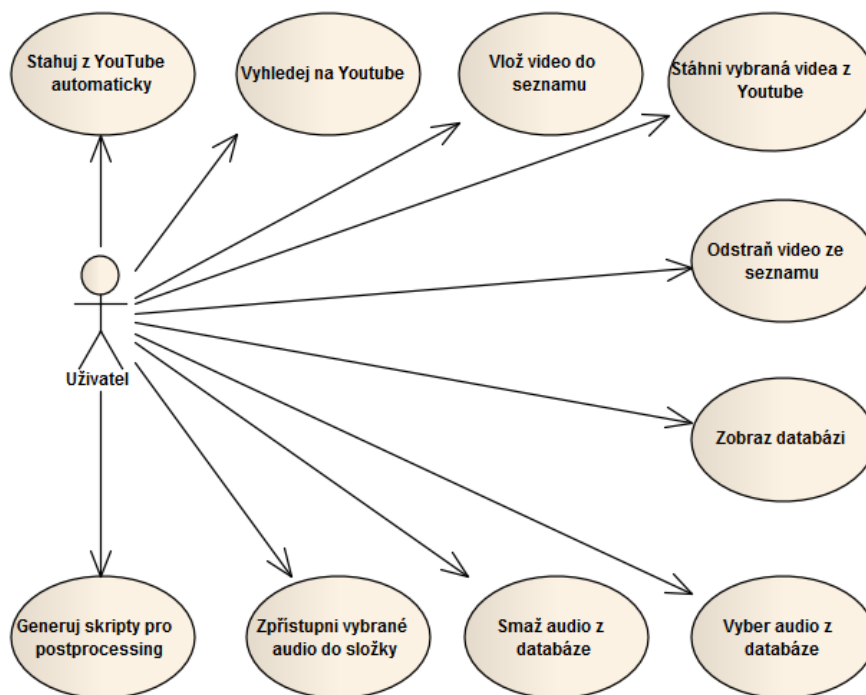 Stahuj z YouTube
automaticky
Vyhledej na Youtube
Vlož video do
seznamu
Stáhni vybraná videa z
Youtube
Odstraň video ze
seznamu
Uživatel
Zobraz databázi
Generuj skripty pro
postprocessing
Zpřístupni vybrané
audio do složky
Smaž audio z
databáze
Vyber audio z
databáze